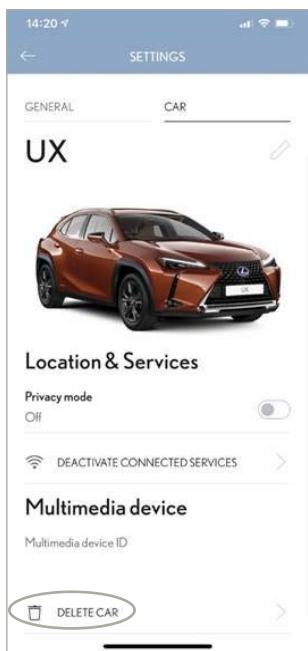 14:20
SETTINGS
GENERAL CAR
UX
UX
Location & Services
Privacy mode
Off
DEACTIVATE CONNECTED SERVICES
Multimedia device
Multimedia device ID
DELETE CAR